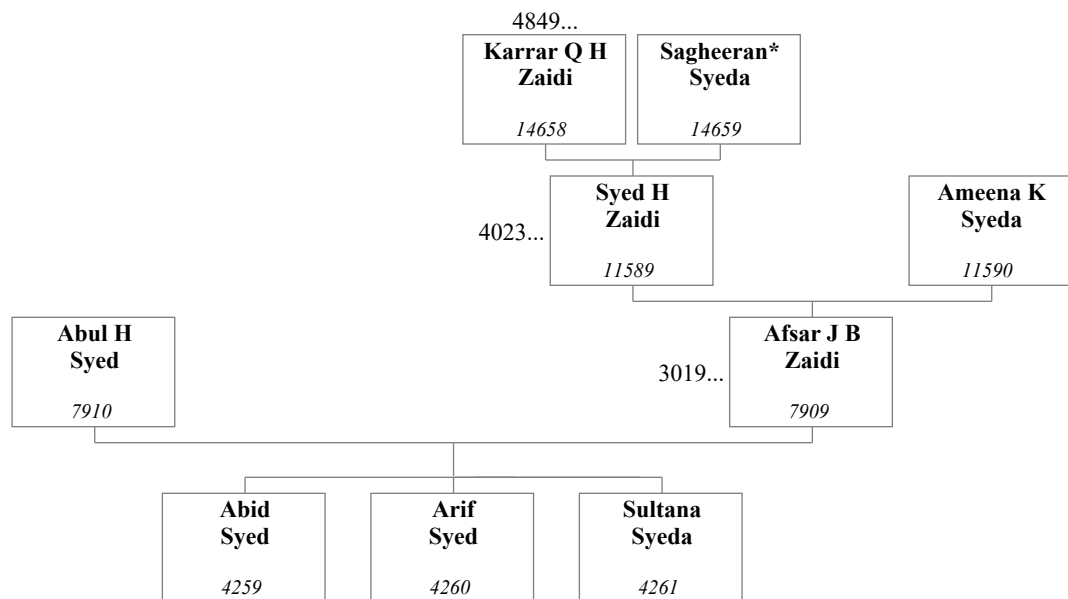 4849...
Karrar Q H
Zaidi
14658
Sagheeran*
Syeda
14659
4023...
Syed H
Zaidi
11589
Ameena K
Syeda
11590
Abul H
Syed
7910
3019...
Afsar J B
Zaidi
7909
Abid
Syed
4259
Arif
Syed
4260
Sultana
Syeda
4261